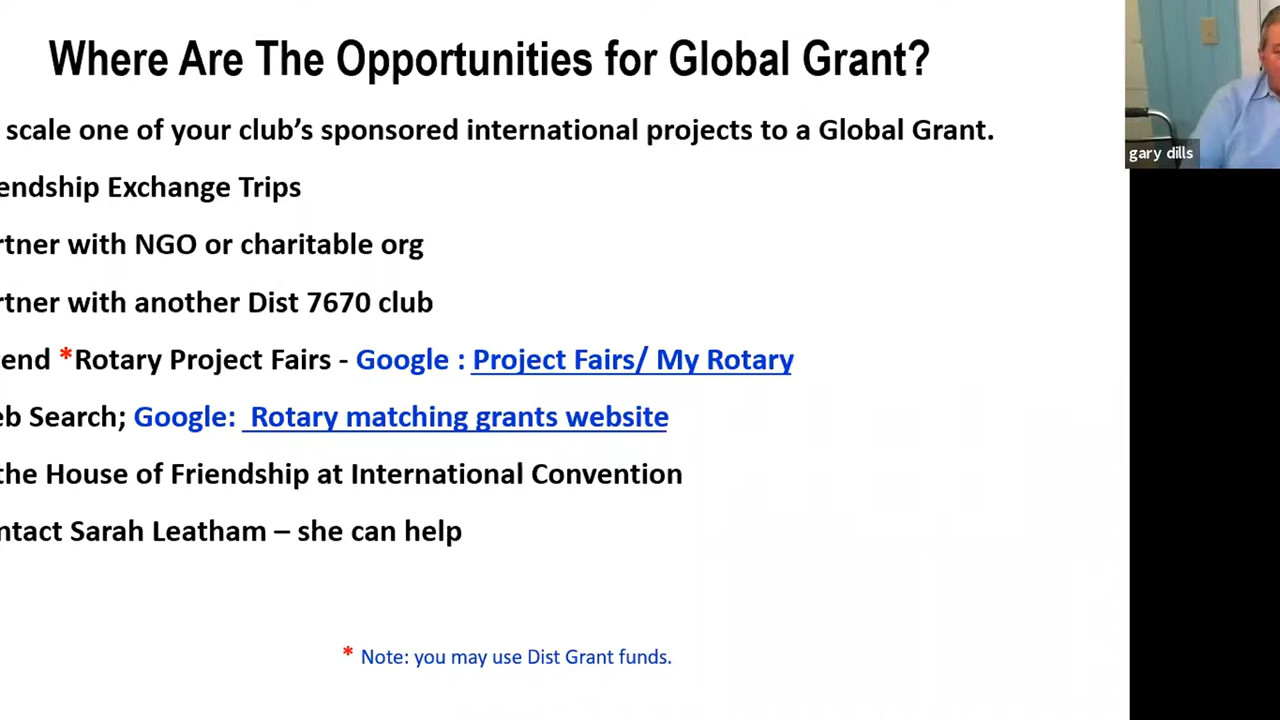 Where Are The Opportunities for Global Grant?
scale one of your club's sponsored international projects to a Global Grant.
endship Exchange Trips
rtner with NGO or charitable org
rtner with another Dist 7670 club
end *Rotary Project Fairs - Google : Project Fairs/ My Rotary
eb Search; Google: Rotary matching grants website
the House of Friendship at International Convention
ntact Sarah Leatham – she can help
* Note: you may use Dist Grant funds.
gary dills